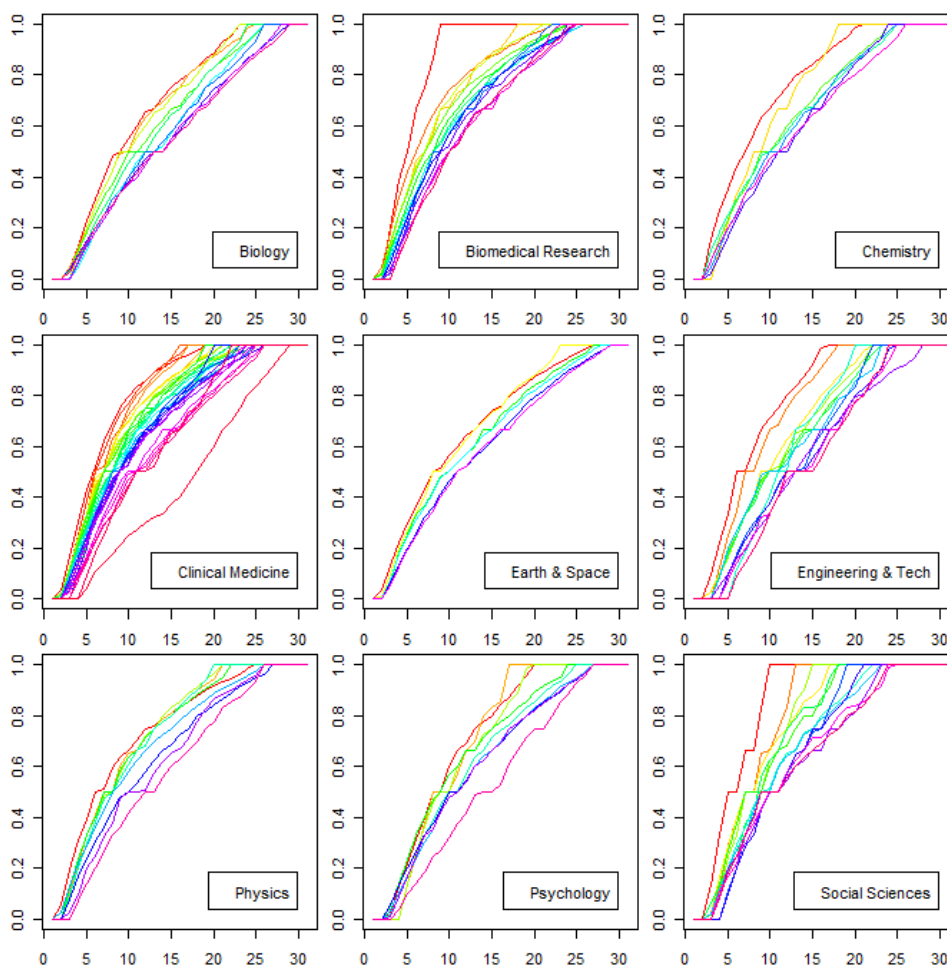 0.0 0.2 0.4 0.6 0.8 1.0
Biology
0 5 10 15 20 25 30
0.0 0.2 0.4 0.6 0.8 1.0
Biomedical Research
0 5 10 15 20 25 30
0.0 0.2 0.4 0.6 0.8 1.0
Chemistry
0 5 10 15 20 25 30
0.0 0.2 0.4 0.6 0.8 1.0
Clinical Medicine
0 5 10 15 20 25 30
0.0 0.2 0.4 0.6 0.8 1.0
Earth & Space
0 5 10 15 20 25 30
0.0 0.2 0.4 0.6 0.8 1.0
Engineering & Tech
0 5 10 15 20 25 30
0.0 0.2 0.4 0.6 0.8 1.0
Physics
0 5 10 15 20 25 30
0.0 0.2 0.4 0.6 0.8 1.0
Psychology
0 5 10 15 20 25 30
0.0 0.2 0.4 0.6 0.8 1.0
Social Sciences
0 5 10 15 20 25 30